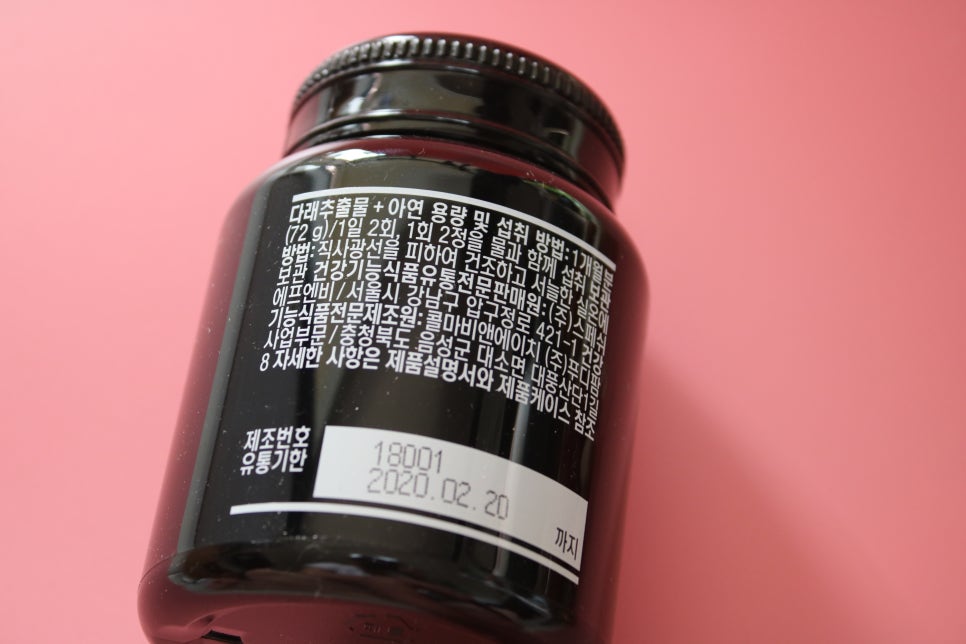 다래추출물 + 아연 용량 및 섭취 방법 : 1개월분
(72 g)/1일 2회, 1회 2정을 물과 함께 섭취 보관
방법 : 직사광선을 피하여 건조하고 서늘한 실온에
보관 건강기능식품유통전문판매원 : (주)스페쉬
에프엔비 / 서울시 강남구 압구정로 421-1 건강
기능식품전문제조원 : 콜마비앤에이치 (주)푸디팜
사업부문 / 충청북도 음성군 대소면 대풍산단1길
8 자세한 사항은 제품설명서와 제품케이스 참조
제조번호 18001
유통기한 2020.02.20
까지